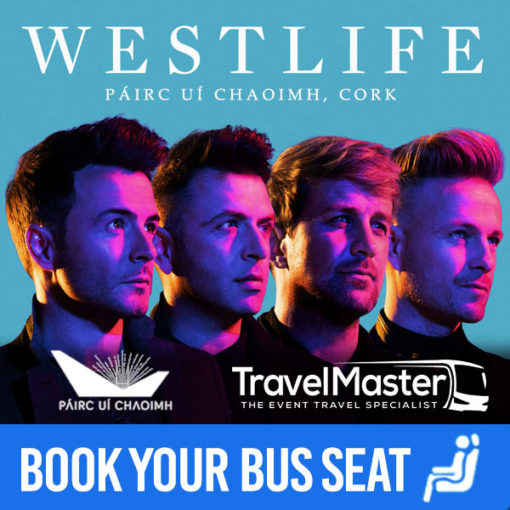 WESTLIFE
PÁIRC UÍ CHAOIMH, CORK
PÁIRC UÍ CHAOIMH
TravelMaster
THE EVENT TRAVEL SPECIALIST
BOOK YOUR BUS SEAT